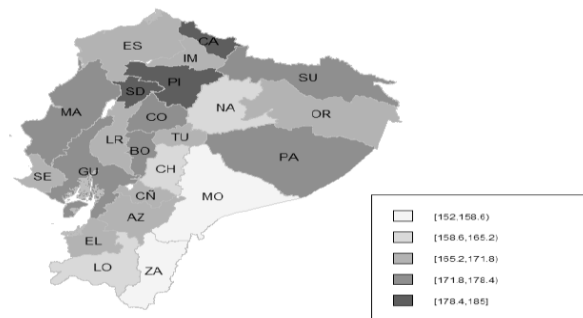 CA
ES
IM
SU
PI
SD
NA
MA
OR
CO
LR
TU
BO
PA
CH
SE
GU
MO
CÑ
AZ
EL
LO
ZA
[152,158.6)
[158.6,165.2)
[165.2,171.8)
[171.8,178.4)
[178.4,185]